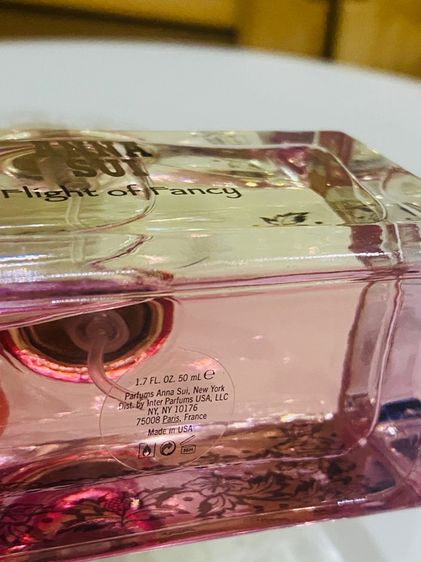 ANNA
SUI
Flight of Fancy
1.7 FL. OZ. 50 mL ℮
Parfums Anna Sui, New York
Dist. by Inter Parfums USA, LLC
NY, NY 10176
75008 Paris, France
Made in USA
36M